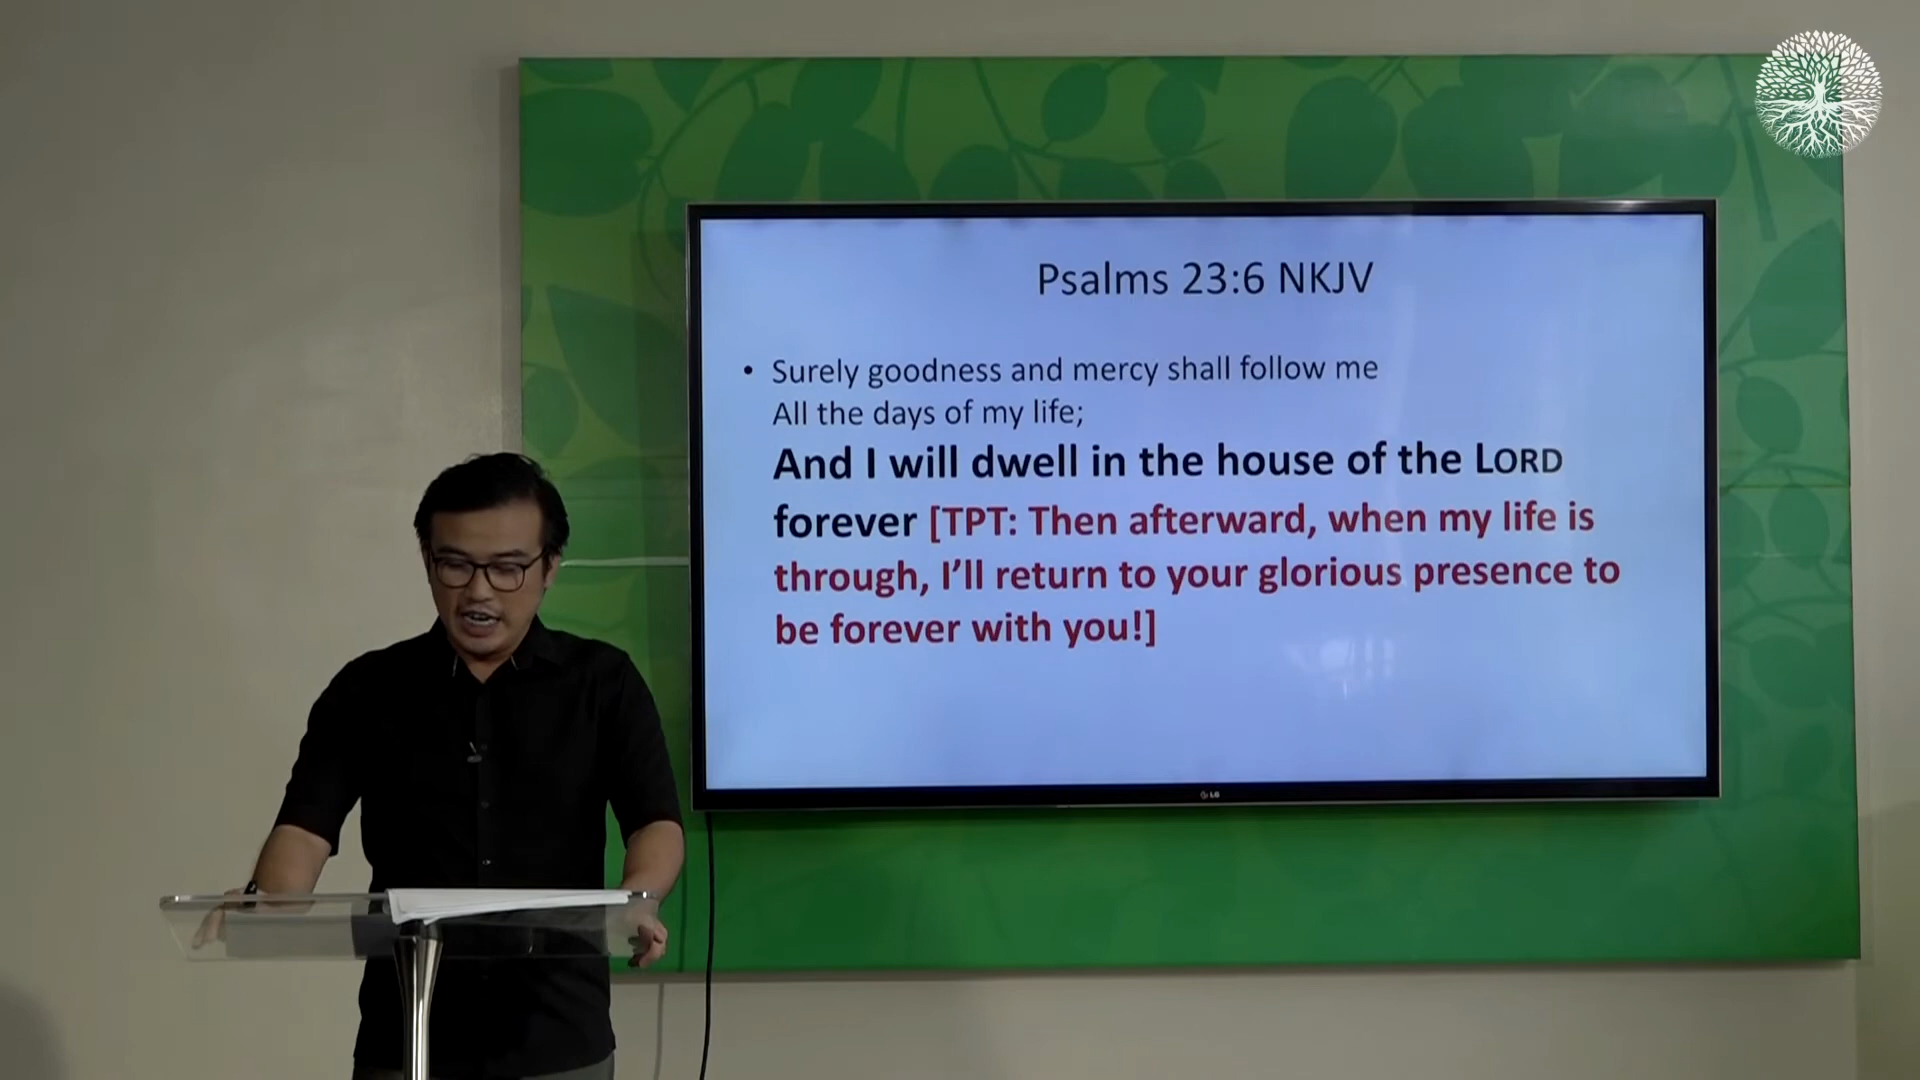 Psalms 23:6 NKJV
• Surely goodness and mercy shall follow me
All the days of my life;
And I will dwell in the house of the LORD
forever [TPT: Then afterward, when my life is
through, I'll return to your glorious presence to
be forever with you!]
LG